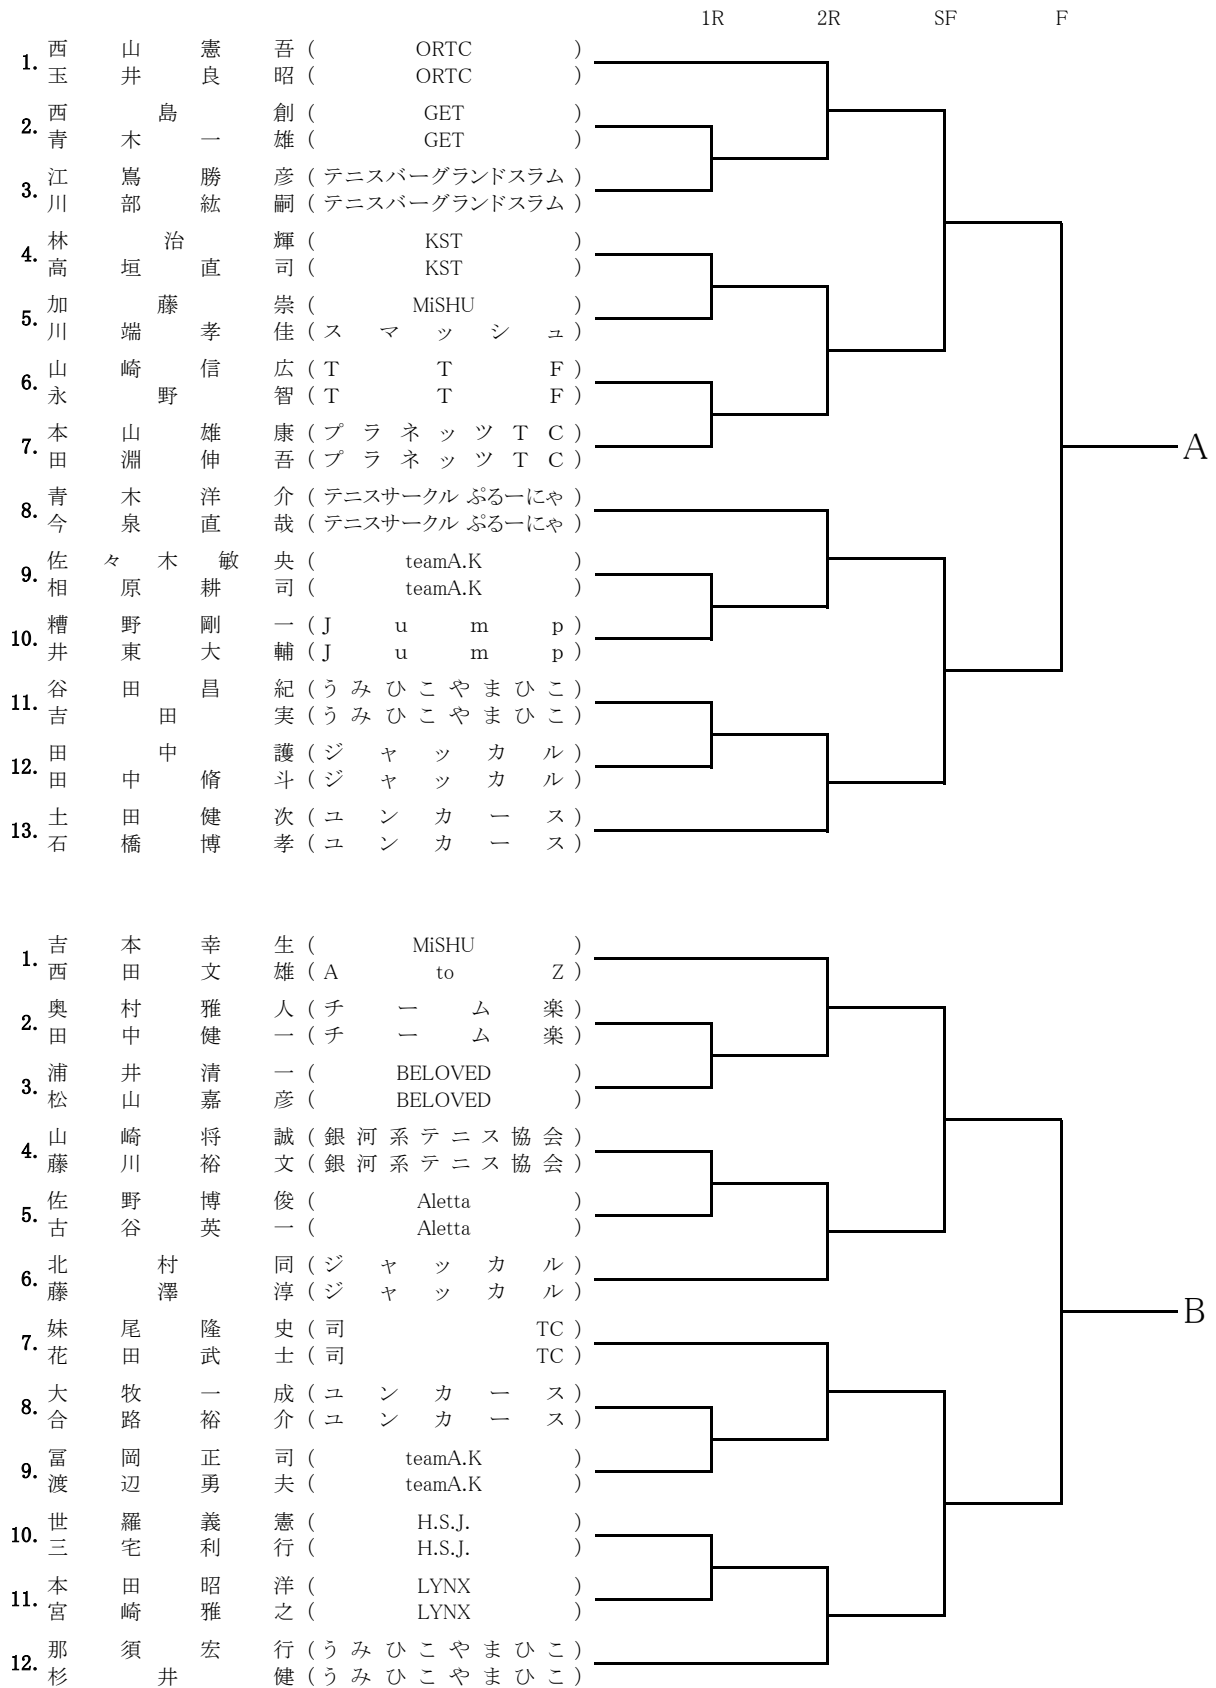 1R 2R SF F
1. 西山憲吾 ( ORTC )
玉井良昭 ( ORTC )
2. 西島創 ( GET )
青木一雄 ( GET )
3. 江嶌勝彦 ( テニスバーグランドスラム )
川部紘嗣 ( テニスバーグランドスラム )
4. 林治輝 ( KST )
高垣直司 ( KST )
5. 加藤崇 ( MiSHU )
川端孝佳 ( スマッシュ )
6. 山崎信広 ( TTF )
永野智 ( TTF )
7. 本山雄康 ( プラネッツTC )
田淵伸吾 ( プラネッツTC )
A
8. 青木洋介 ( テニスサークル ぷるーにゃ )
今泉直哉 ( テニスサークル ぷるーにゃ )
9. 佐々木敏央 ( teamA.K )
相原耕司 ( teamA.K )
10. 糟野剛一 ( Jump )
井東大輔 ( Jump )
11. 谷田昌紀 ( うみひこやまひこ )
吉田実 ( うみひこやまひこ )
12. 田中護 ( ジャッカル )
田中脩斗 ( ジャッカル )
13. 土田健次 ( ユンカース )
石橋博孝 ( ユンカース )
1. 吉本幸生 ( MiSHU )
西田文雄 ( A to Z )
2. 奥村雅人 ( チーム楽 )
田中健一 ( チーム楽 )
3. 浦井清一 ( BELOVED )
松山嘉彦 ( BELOVED )
4. 山崎将誠 ( 銀河系テニス協会 )
藤川裕文 ( 銀河系テニス協会 )
5. 佐野博俊 ( Aletta )
古谷英一 ( Aletta )
6. 北村同 ( ジャッカル )
藤澤淳 ( ジャッカル )
B
7. 妹尾隆史 ( 司TC )
花田武士 ( 司TC )
8. 大牧一成 ( ユンカース )
合路裕介 ( ユンカース )
9. 冨岡正司 ( teamA.K )
渡辺勇夫 ( teamA.K )
10. 世羅義憲 ( H.S.J. )
三宅利行 ( H.S.J. )
11. 本田昭洋 ( LYNX )
宮崎雅之 ( LYNX )
12. 那須宏行 ( うみひこやまひこ )
杉井健 ( うみひこやまひこ )